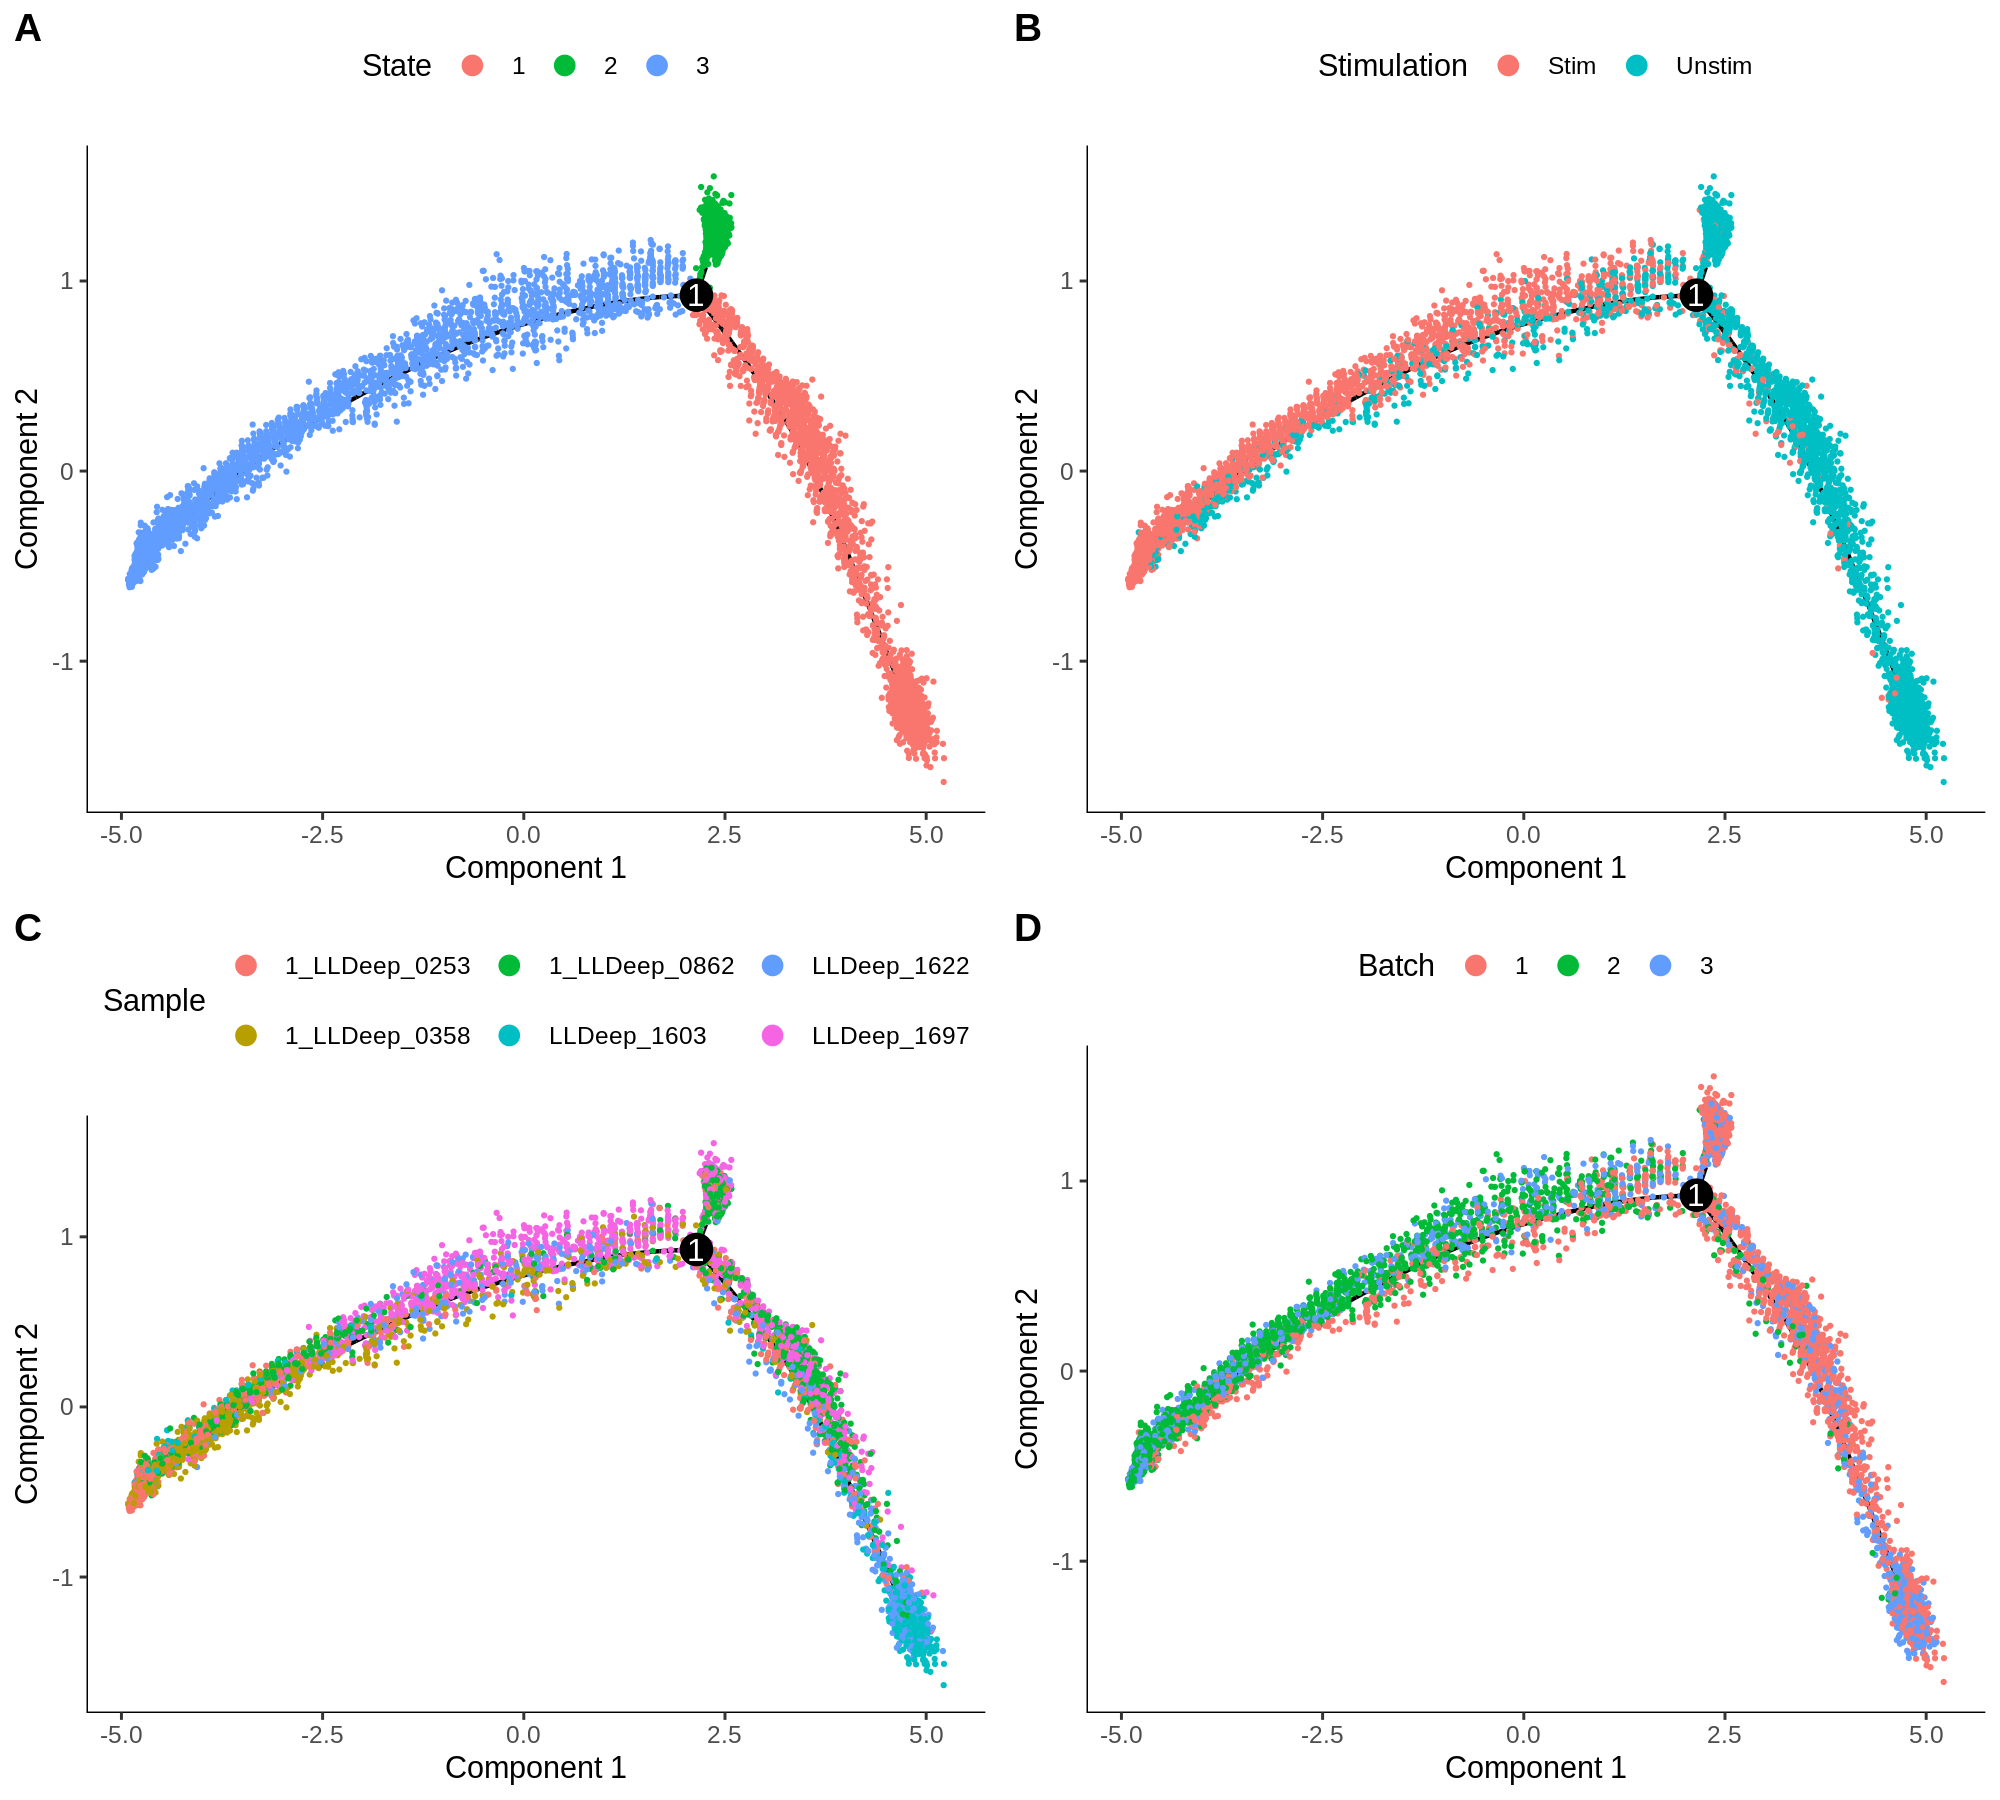 A
State 1 2 3
1
0
-1
Component 2
1
-5.0 -2.5 0.0 2.5 5.0
Component 1
B
Stimulation Stim Unstim
1
0
-1
Component 2
1
-5.0 -2.5 0.0 2.5 5.0
Component 1
C
Sample
1_LLDeep_0253 1_LLDeep_0862 LLDeep_1622
1_LLDeep_0358 LLDeep_1603 LLDeep_1697
1
0
-1
Component 2
1
-5.0 -2.5 0.0 2.5 5.0
Component 1
D
Batch 1 2 3
1
0
-1
Component 2
1
-5.0 -2.5 0.0 2.5 5.0
Component 1